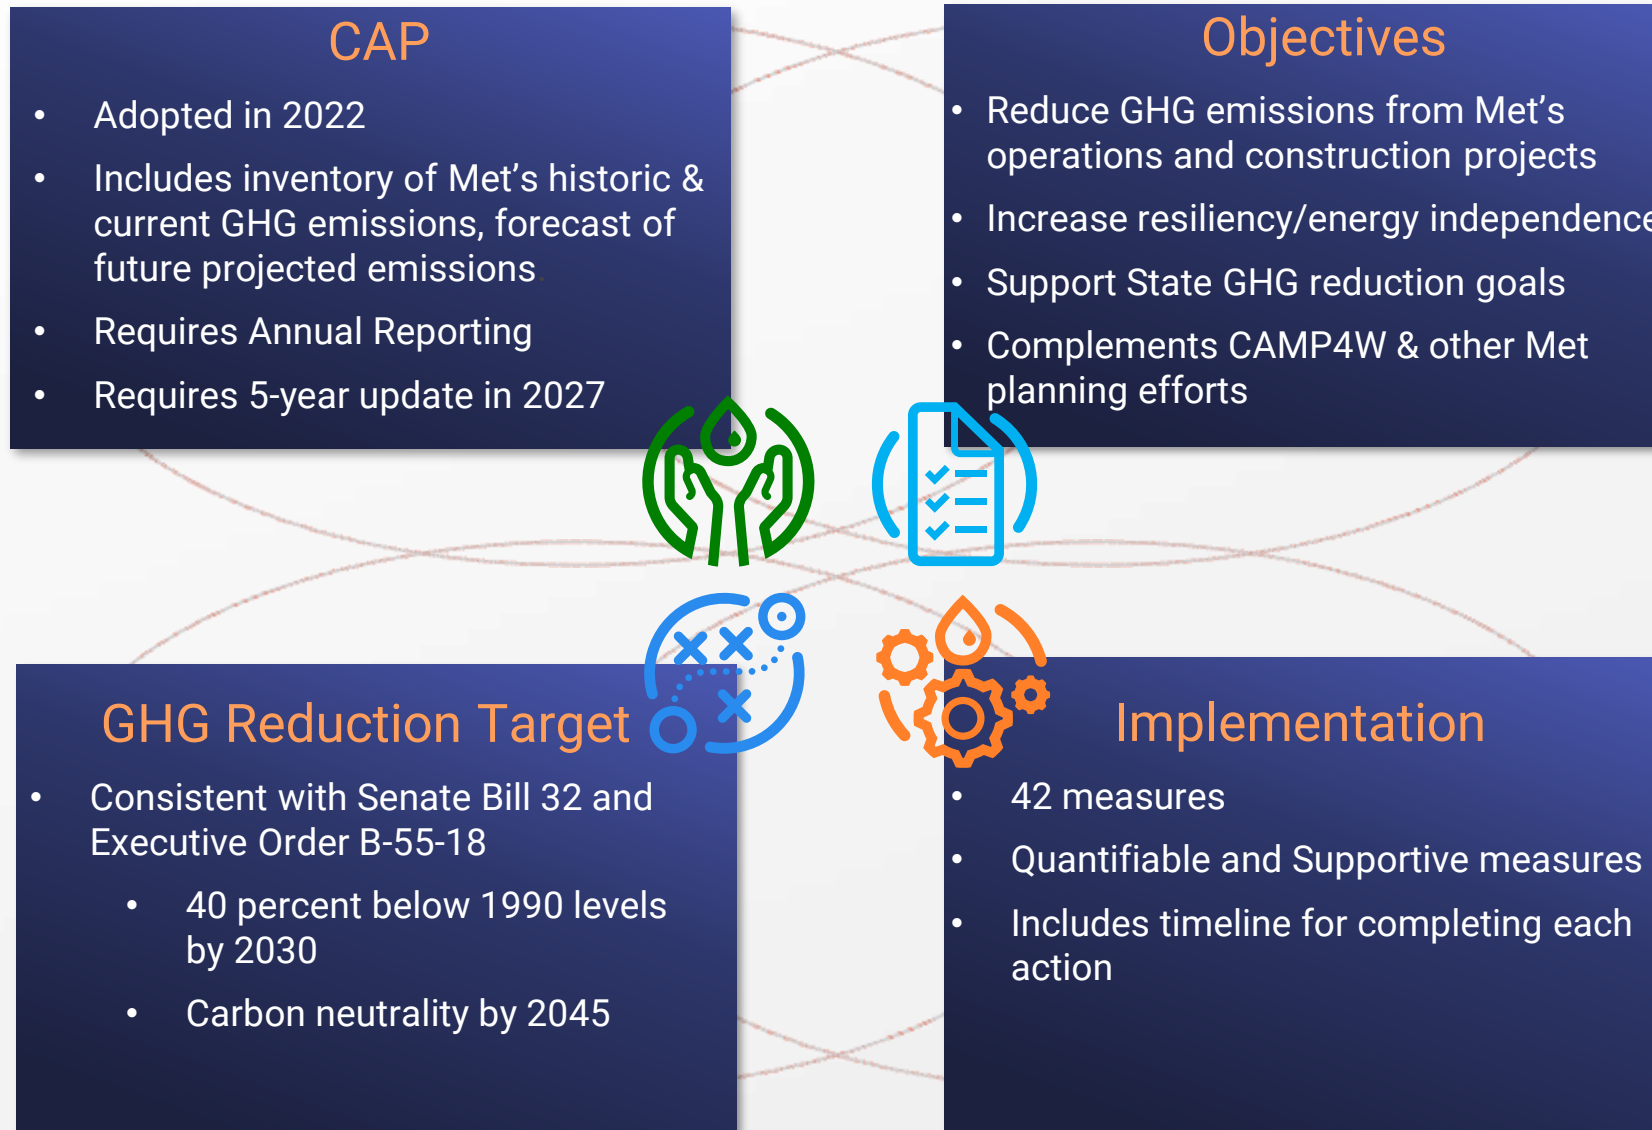 CAP
• Adopted in 2022
• Includes inventory of Met’s historic &
current GHG emissions, forecast of
future projected emissions.
• Requires Annual Reporting
• Requires 5-year update in 2027
Objectives
• Reduce GHG emissions from Met’s
operations and construction projects
• Increase resiliency/energy independence
• Support State GHG reduction goals
• Complements CAMP4W & other Met
planning efforts
GHG Reduction Target
• Consistent with Senate Bill 32 and
Executive Order B-55-18
• 40 percent below 1990 levels
by 2030
• Carbon neutrality by 2045
Implementation
• 42 measures
• Quantifiable and Supportive measures
• Includes timeline for completing each
action